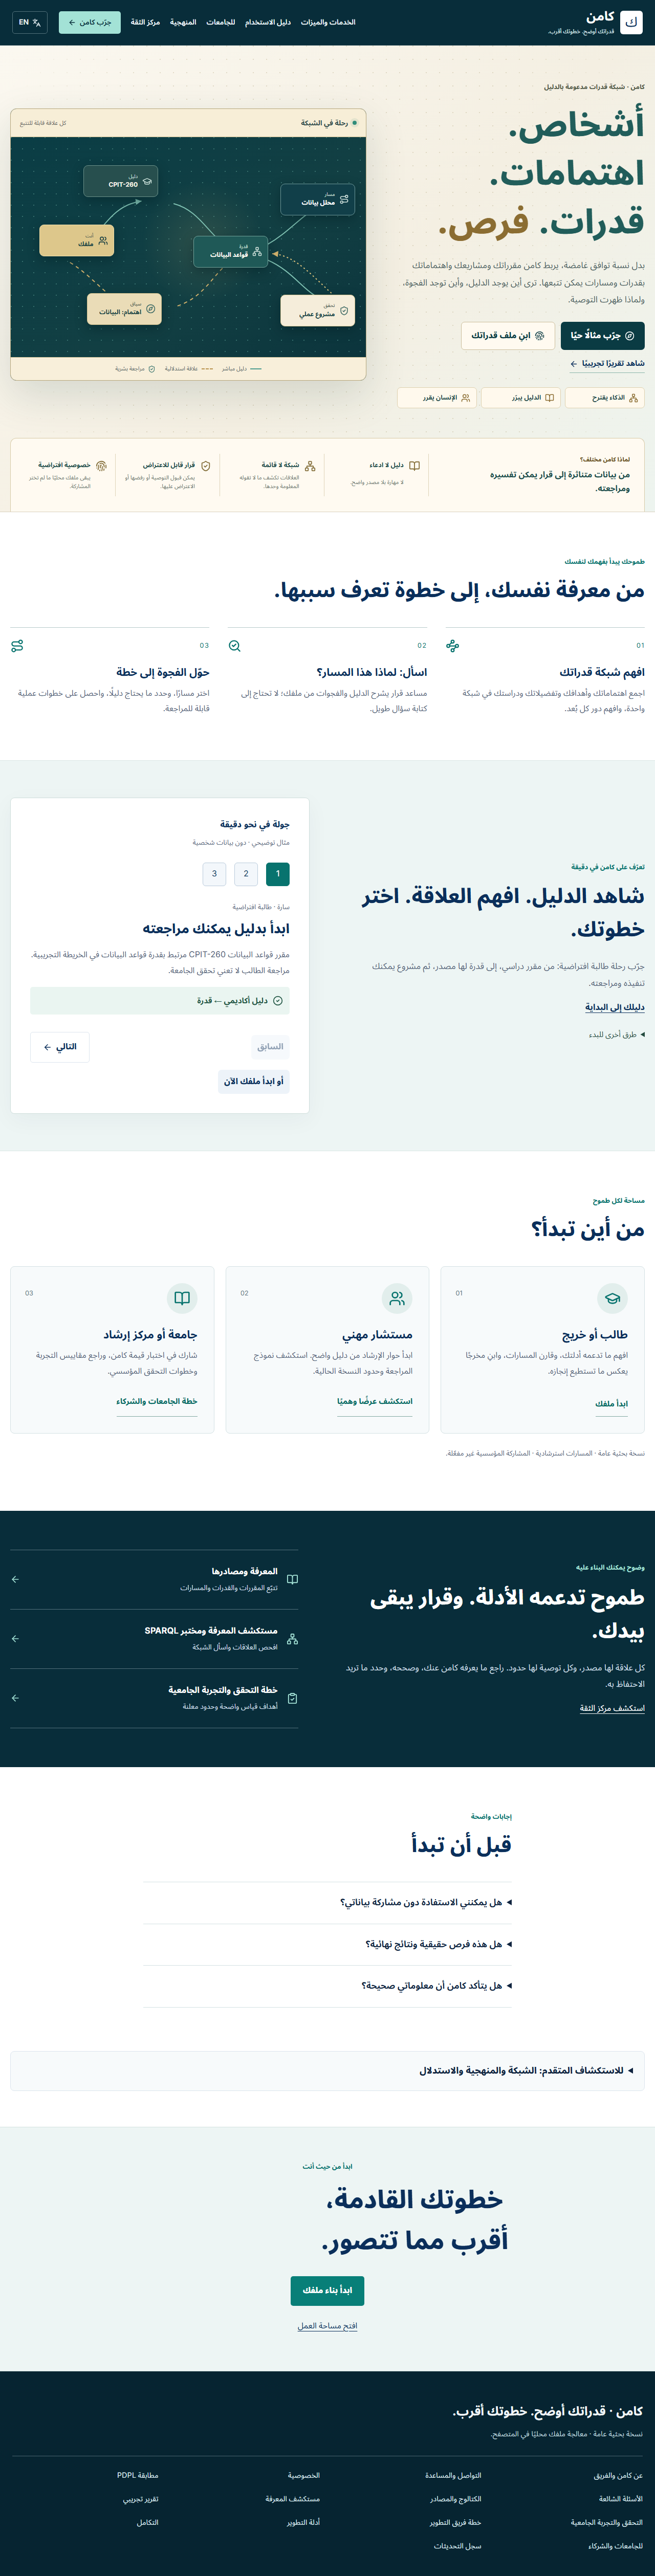 كامن
قدراتك أوضح. خطوتك أقرب.
الخدمات والميزات
دليل الاستخدام
للجامعات
المنهجية
مركز الثقة
جرّب كامن
EN
كامن · شبكة قدرات مدعومة بالدليل
أشخاص.
اهتمامات.
قدرات. فرص.
بدل نسبة توافق غامضة، يربط كامن مقرراتك ومشاريعك واهتماماتك
بقدرات ومسارات يمكن تتبعها. ترى أين يوجد الدليل، وأين توجد الفجوة،
ولماذا ظهرت التوصية.
جرّب مثالًا حيًا
ابنِ ملف قدراتك
شاهد تقريرًا تجريبيًا
الذكاء يقترح
الدليل يبرّر
الإنسان يقرر
رحلة في الشبكة
كل علاقة قابلة للتتبع
دليل
CPIT-260
مسار
محلل بيانات
أنت
ملفك
قدرة
قواعد البيانات
سياق
اهتمام: البيانات
تحقق
مشروع عملي
دليل مباشر
علاقة استدلالية
مراجعة بشرية
لماذا كامن مختلف؟
من بيانات متناثرة إلى قرار يمكن تفسيره
ومراجعته.
دليل لا ادعاء
لا مهارة بلا مصدر واضح.
شبكة لا قائمة
العلاقات تكشف ما لا تقوله
المعلومة وحدها.
قرار قابل للاعتراض
يمكن قبول التوصية أو رفضها أو
الاعتراض عليها.
خصوصية افتراضية
يبقى ملفك محليًا ما لم تختر
المشاركة.
طموحك يبدأ بفهمك لنفسك
من معرفة نفسك، إلى خطوة تعرف سببها.
01
افهم شبكة قدراتك
اجمع اهتماماتك وأهدافك وتفضيلاتك ودراستك في شبكة
واحدة، وافهم دور كل بُعد.
02
اسأل: لماذا هذا المسار؟
مساعد قرار يشرح الدليل والفجوات من ملفك؛ لا تحتاج إلى
كتابة سؤال طويل.
03
حوّل الفجوة إلى خطة
اختر مسارًا، وحدد ما يحتاج دليلًا، واحصل على خطوات عملية
قابلة للمراجعة.
تعرّف على كامن في دقيقة
شاهد الدليل. افهم العلاقة. اختر
خطوتك.
جرّب رحلة طالبة افتراضية: من مقرر دراسي، إلى قدرة لها مصدر، ثم مشروع يمكنك
تنفيذه ومراجعته.
دليلك إلى البداية
طرق أخرى للبدء
جولة في نحو دقيقة
مثال توضيحي · دون بيانات شخصية
1
2
3
سارة · طالبة افتراضية
ابدأ بدليل يمكنك مراجعته
مقرر قواعد البيانات CPIT-260 مرتبط بقدرة قواعد البيانات في الخريطة التجريبية.
مراجعة الطالب لا تعني تحقق الجامعة.
دليل أكاديمي ← قدرة
السابق
التالي
أو ابدأ ملفك الآن
مساحة لكل طموح
من أين تبدأ؟
01
طالب أو خريج
افهم ما تدعمه أدلتك، وقارن المسارات، وابنِ مخرجًا
يعكس ما تستطيع إنجازه.
ابدأ ملفك
02
مستشار مهني
ابدأ حوار الإرشاد من دليل واضح. استكشف نموذج
المراجعة وحدود النسخة الحالية.
استكشف عرضًا وهميًا
03
جامعة أو مركز إرشاد
شارك في اختبار قيمة كامن، وراجع مقاييس التجربة
وخطوات التحقق المؤسسي.
خطة الجامعات والشركاء
نسخة بحثية عامة · المسارات استرشادية · المشاركة المؤسسية غير مفعّلة.
وضوح يمكنك البناء عليه
طموح تدعمه الأدلة. وقرار يبقى
بيدك.
كل علاقة لها مصدر، وكل توصية لها حدود. راجع ما يعرفه كامن عنك، وصححه، وحدد ما تريد
الاحتفاظ به.
استكشف مركز الثقة
المعرفة ومصادرها
تتبّع المقررات والقدرات والمسارات
مستكشف المعرفة ومختبر SPARQL
افحص العلاقات واسأل الشبكة
خطة التحقق والتجربة الجامعية
أهداف قياس واضحة وحدود معلنة
إجابات واضحة
قبل أن تبدأ
هل يمكنني الاستفادة دون مشاركة بياناتي؟
هل هذه فرص حقيقية ونتائج نهائية؟
هل يتأكد كامن أن معلوماتي صحيحة؟
للاستكشاف المتقدم: الشبكة والمنهجية والاستدلال
ابدأ من حيث أنت
خطوتك القادمة،
أقرب مما تتصور.
ابدأ بناء ملفك
افتح مساحة العمل
كامن · قدراتك أوضح. خطوتك أقرب.
نسخة بحثية عامة · معالجة ملفك محليًا في المتصفح.
عن كامن والفريق
التواصل والمساعدة
الخصوصية
مطابقة PDPL
الأسئلة الشائعة
الكتالوج والمصادر
مستكشف المعرفة
تقرير تجريبي
التحقق والتجربة الجامعية
خطة فريق التطوير
أدلة التطوير
التكامل
للجامعات والشركاء
سجل التحديثات